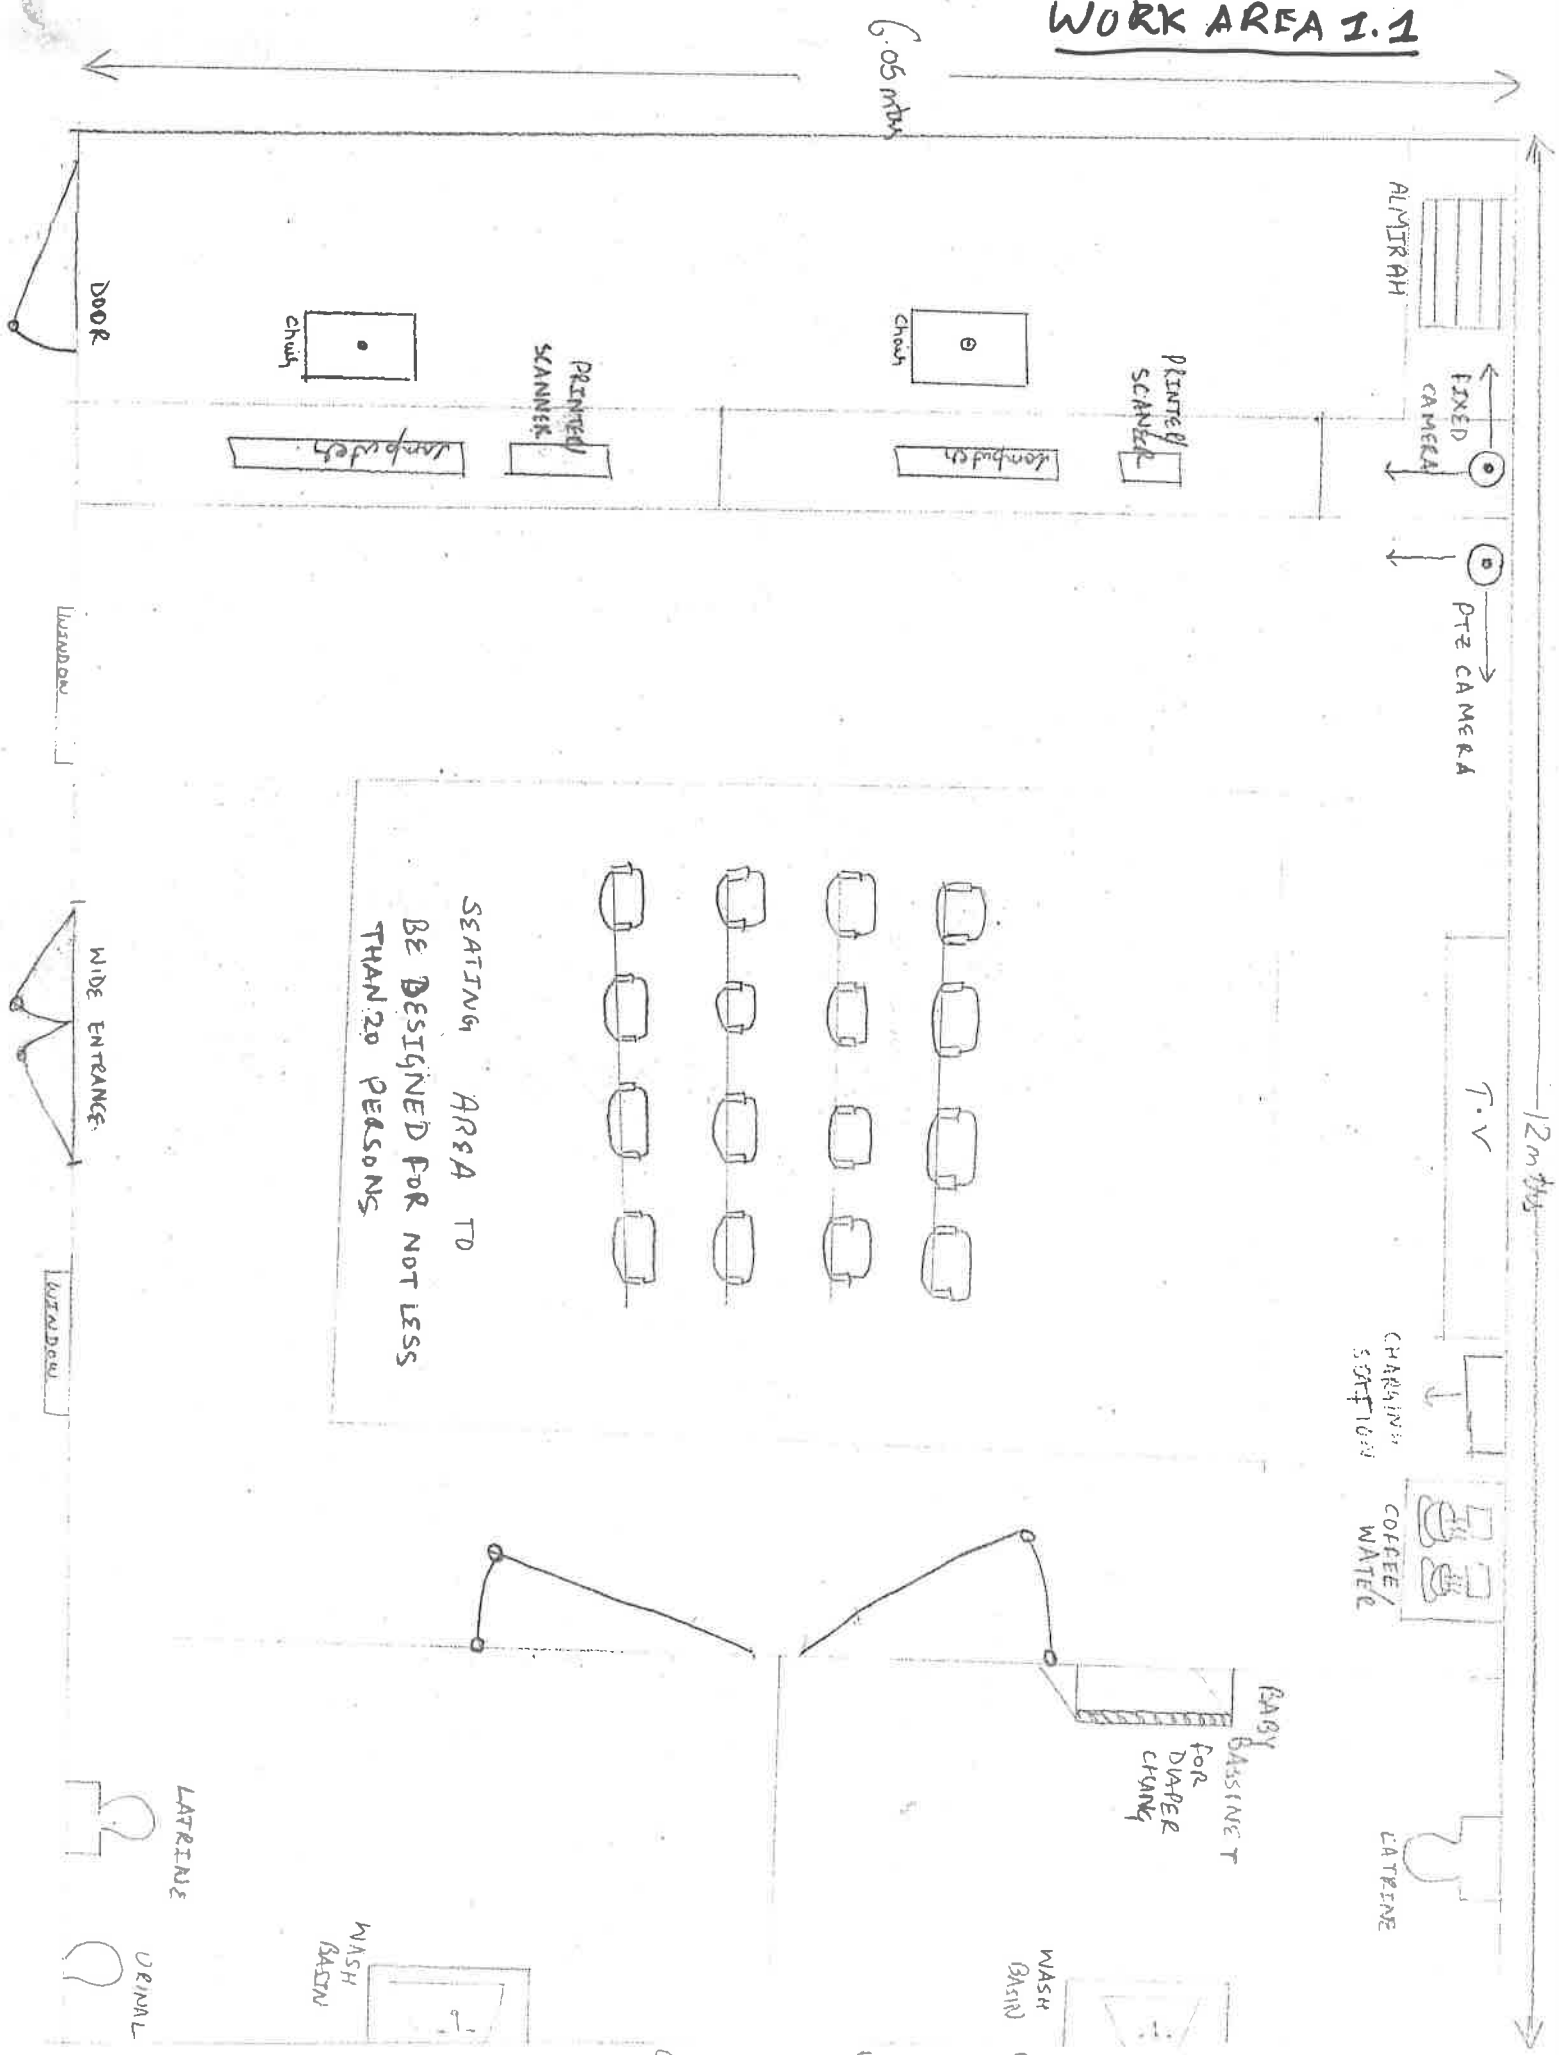 WORK AREA 1.1
6.05 mtrs
12 mtrs
ALMIRAH
FIXED
CAMERA
PTZ CAMERA
DOOR
chair
chair
PRINTER/
SCANNER
PRINTER/
SCANER
computer
computer
WINDOW
T.V
SEATING AREA TO
BE DESIGNED FOR NOT LESS
THAN 20 PERSONS
WIDE ENTRANCE
WINDOW
CHARGING
STATION
COFFEE/
WATER
BABY
BASSINET
FOR
DIAPER
CHANG
LATRINE
LATRINE
URINAL
WASH
BASIN
WASH
BASIN